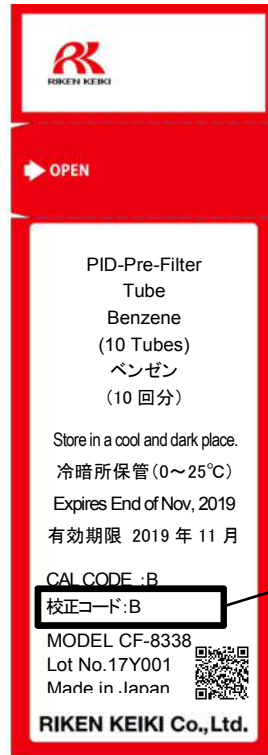 RK
RIKEN KEIKI
OPEN
PID-Pre-Filter
Tube
Benzene
(10 Tubes)
ベンゼン
（10 回分）
Store in a cool and dark place.
冷暗所保管（0～25℃）
Expires End of Nov, 2019
有効期限 2019 年 11 月
CAL CODE :B
校正コード：B
MODEL CF-8338
Lot No.17Y001
Made in Japan
RIKEN KEIKI Co., Ltd.